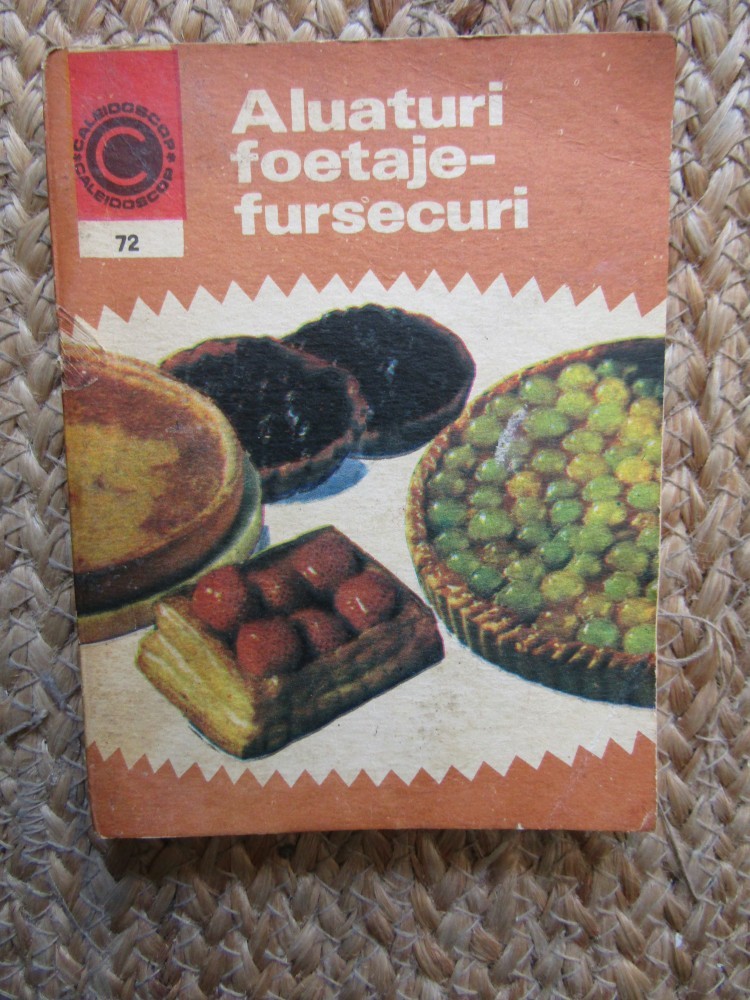 *CALEIDOSCOP*
CALEIDOSCOP
C
72
Aluaturi
foetaje-
fursecuri